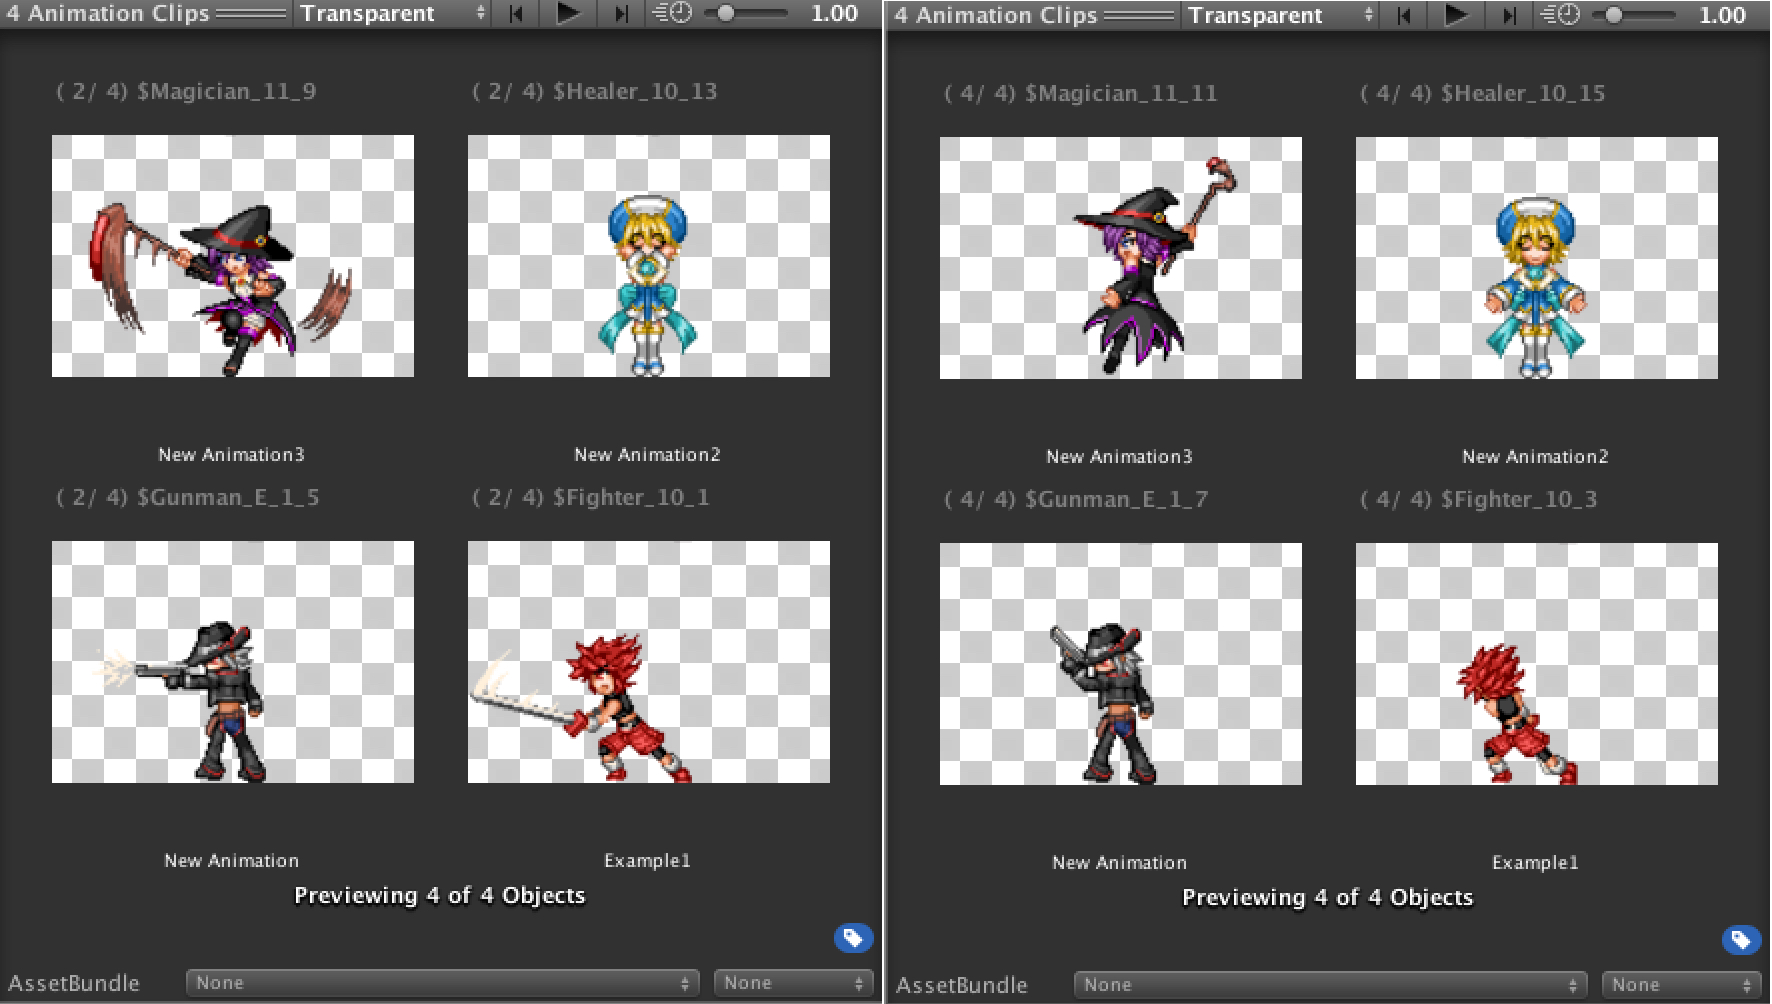 4 Animation Clips Transparent 1.00
( 2/ 4) $Magician_11_9 ( 2/ 4) $Healer_10_13
New Animation3 New Animation2
( 2/ 4) $Gunman_E_1_5 ( 2/ 4) $Fighter_10_1
New Animation Example1
Previewing 4 of 4 Objects
AssetBundle None None
4 Animation Clips Transparent 1.00
( 4/ 4) $Magician_11_11 ( 4/ 4) $Healer_10_15
New Animation3 New Animation2
( 4/ 4) $Gunman_E_1_7 ( 4/ 4) $Fighter_10_3
New Animation Example1
Previewing 4 of 4 Objects
AssetBundle None None